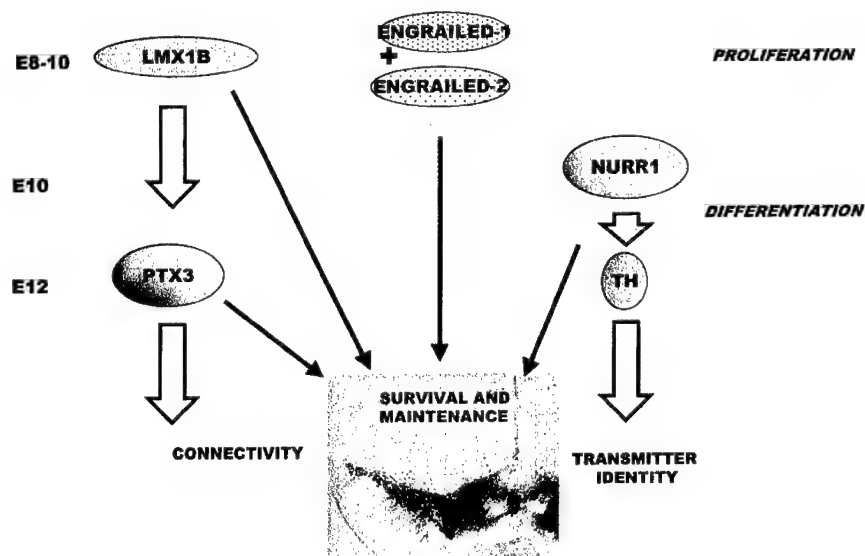 ENGRAILED-1
+
E8-10
LMX1B
PROLIFERATION
ENGRAILED-2
NURR1
E10
DIFFERENTIATION
PTX3
E12
TH
SURVIVAL AND
MAINTENANCE
CONNECTIVITY
TRANSMITTER
IDENTITY